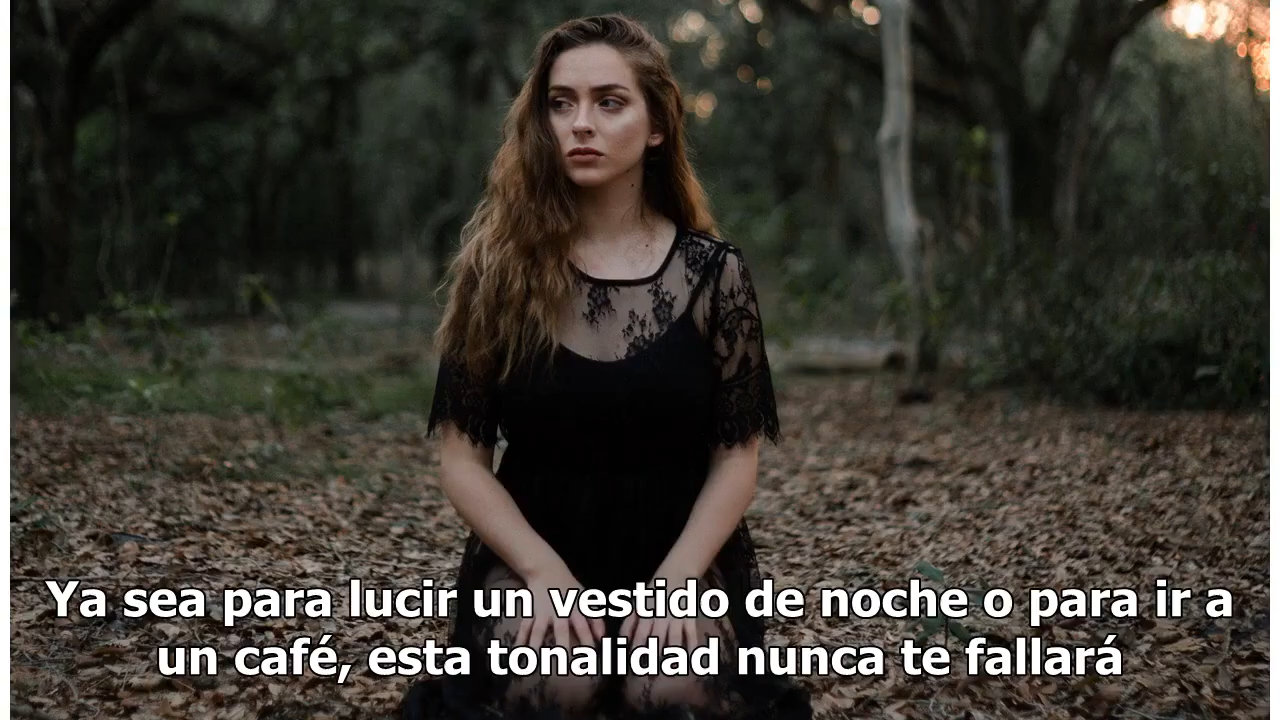 Ya sea para lucir un vestido de noche o para ir a
un café, esta tonalidad nunca te fallará